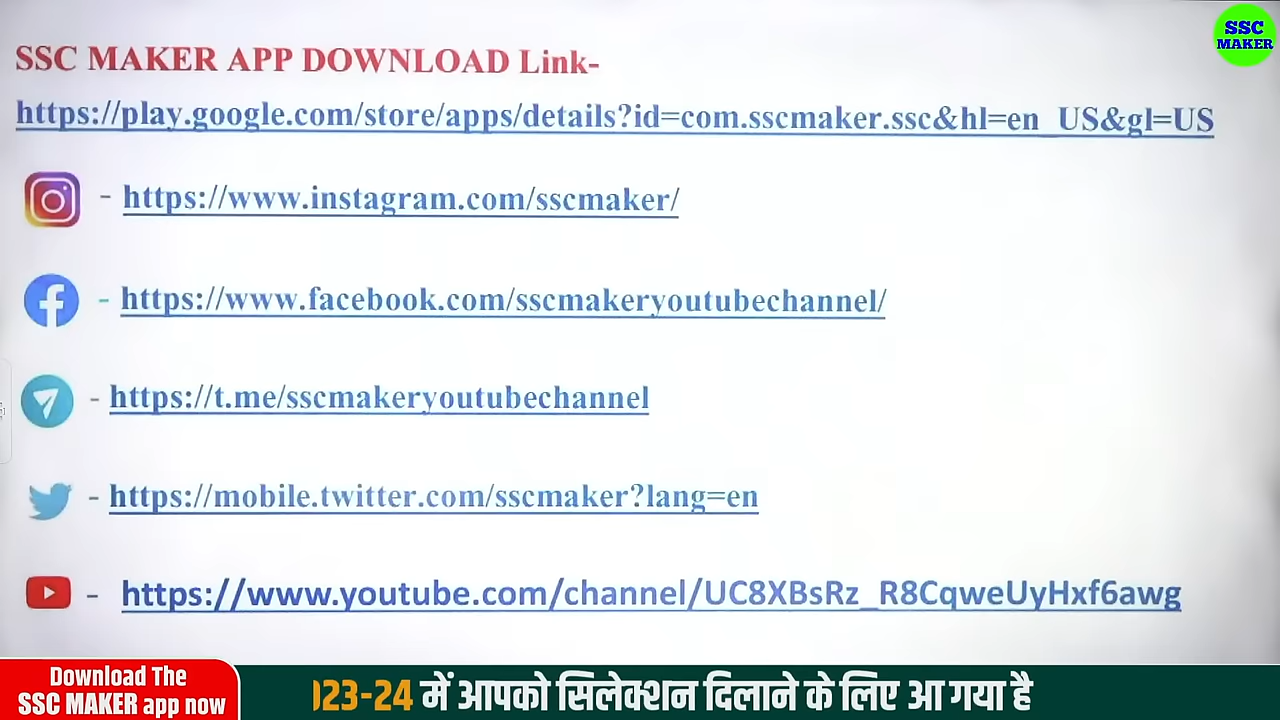 SSC MAKER
SSC MAKER APP DOWNLOAD Link-
https://play.google.com/store/apps/details?id=com.sscmaker.ssc&hl=en_US&gl=US
- https://www.instagram.com/sscmaker/
- https://www.facebook.com/sscmakeryoutubechannel/
- https://t.me/sscmakeryoutubechannel
- https://mobile.twitter.com/sscmaker?lang=en
- https://www.youtube.com/channel/UC8XBsRz_R8CqweUyHxf6awg
Download The
SSC MAKER app now
23-24 में आपको सिलेक्शन दिलाने के लिए आ गया है